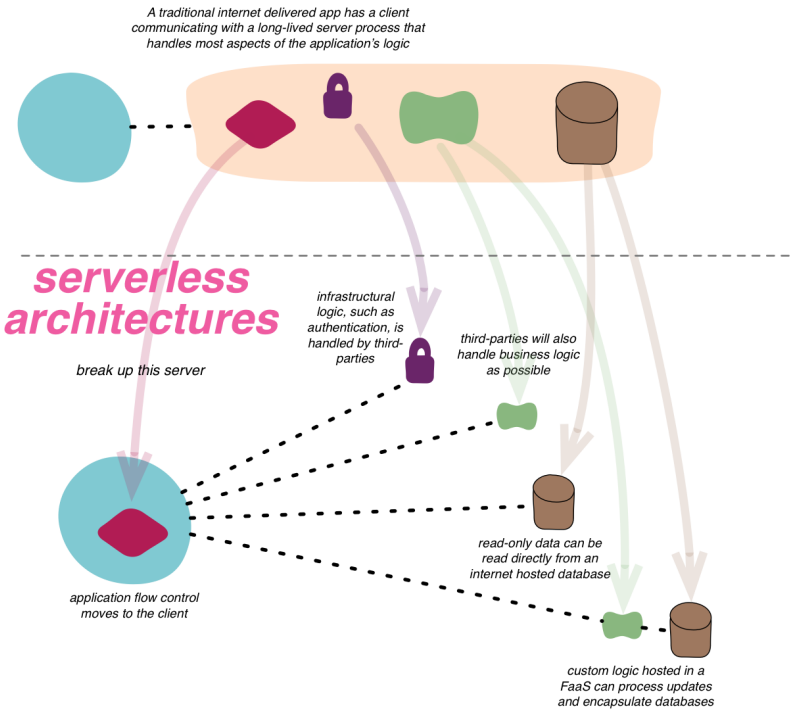 A traditional internet delivered app has a client
communicating with a long-lived server process that
handles most aspects of the application's logic
serverless
architectures
break up this server
infrastructural
logic, such as
authentication, is
handled by third-
parties
third-parties will also
handle business logic
as possible
read-only data can be
read directly from an
internet hosted database
application flow control
moves to the client
custom logic hosted in a
FaaS can process updates
and encapsulate databases